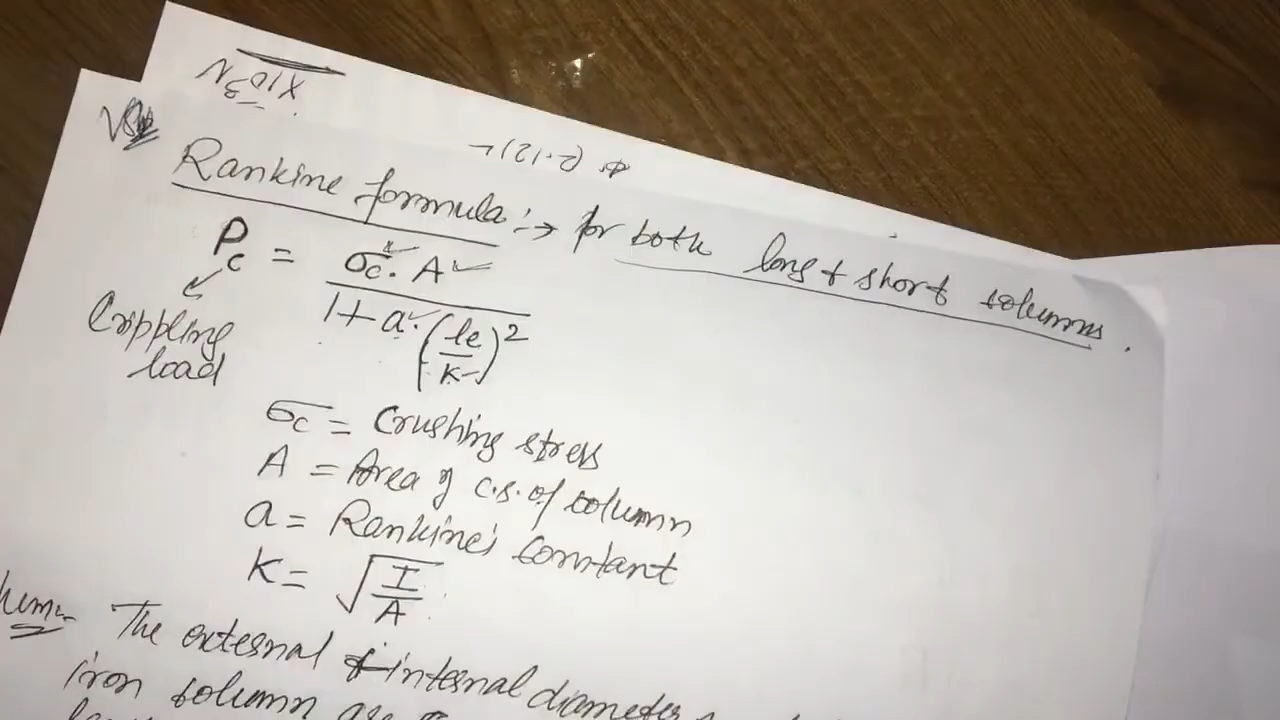 Rankine formula :→ for both long & short columns.
Pc = σc. A / 1+ a. (le/K)²
Crippling load
σc = Crushing stress
A = Area of c.s. of column
a = Rankine's constant
K = √(I/A)
The external & internal diameter
iron column are